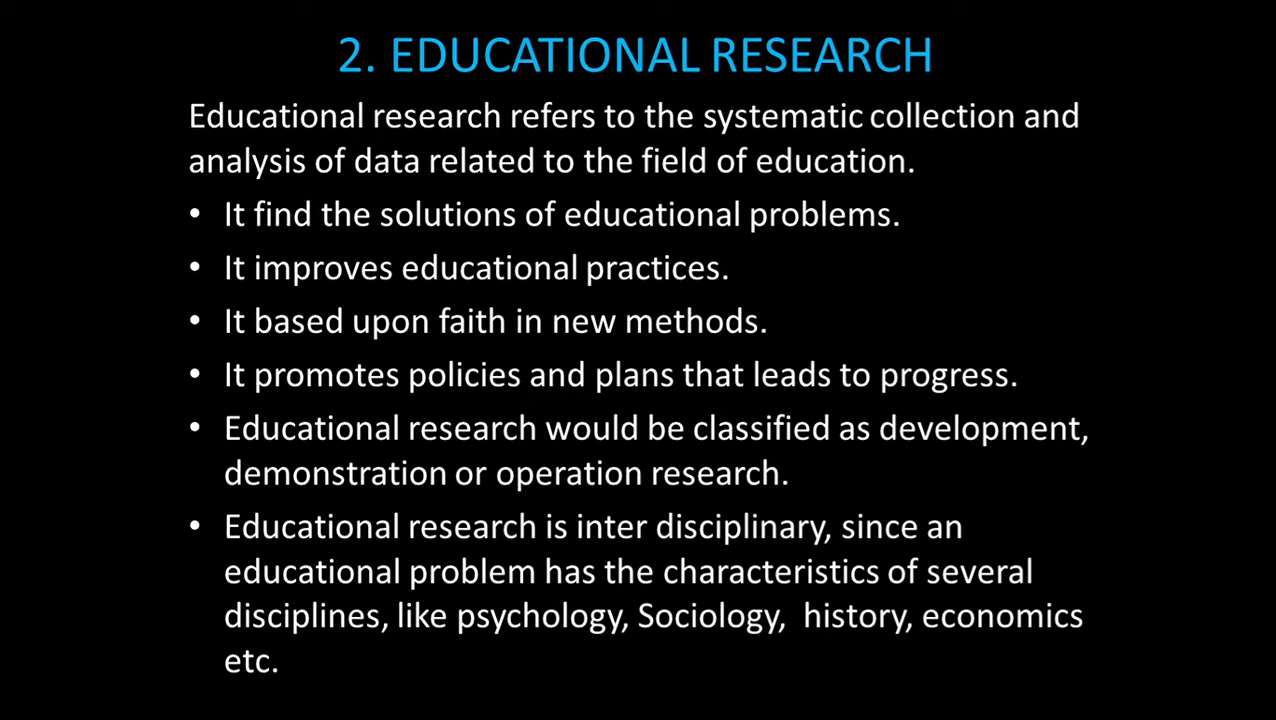 2. EDUCATIONAL RESEARCH
Educational research refers to the systematic collection and
analysis of data related to the field of education.
• It find the solutions of educational problems.
• It improves educational practices.
• It based upon faith in new methods.
• It promotes policies and plans that leads to progress.
• Educational research would be classified as development,
demonstration or operation research.
• Educational research is inter disciplinary, since an
educational problem has the characteristics of several
disciplines, like psychology, Sociology,  history, economics
etc.